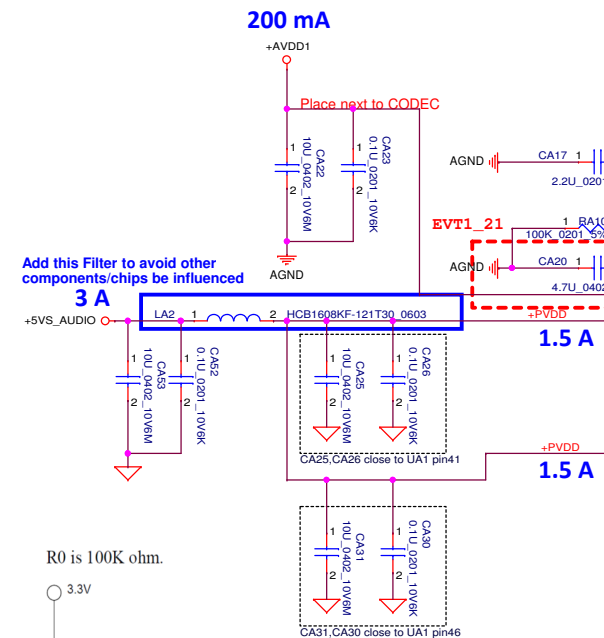 200 mA
+AVDD1
Place next to CODEC
1
CA22
10U_0402_10V6M
2
1
CA23
0.1U_0201_10V6K
2
AGND
AGND
CA17 1
2.2U_0201
EVT1_21
1 RA10
100K_0201_5%
AGND
CA20 1
4.7U_0402
Add this Filter to avoid other
components/chips be influenced
3 A
+5VS_AUDIO
LA2 1 2 HCB1608KF-121T30_0603
+PVDD
1.5 A
1
CA53
10U_0402_10V6M
2
1
CA52
0.1U_0201_10V6K
2
1
CA25
10U_0402_10V6M
2
1
CA26
0.1U_0201_10V6K
2
CA25,CA26 close to UA1 pin41
+PVDD
1.5 A
1
CA31
10U_0402_10V6M
2
1
CA30
0.1U_0201_10V6K
2
CA31,CA30 close to UA1 pin46
R0 is 100K ohm.
3.3V